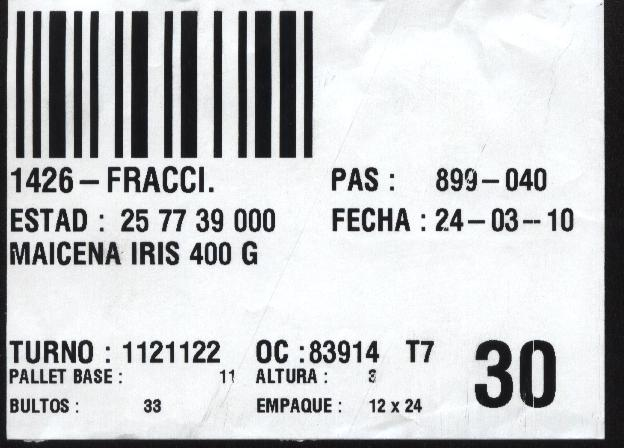 1426 – FRACCI. PAS : 899 – 040
ESTAD : 25 77 39 000 FECHA : 24 – 03 -- 10
MAICENA IRIS 400 G
TURNO : 1121122 OC :83914 T7 30
PALLET BASE : 11 ALTURA : 3
BULTOS : 33 EMPAQUE : 12 x 24